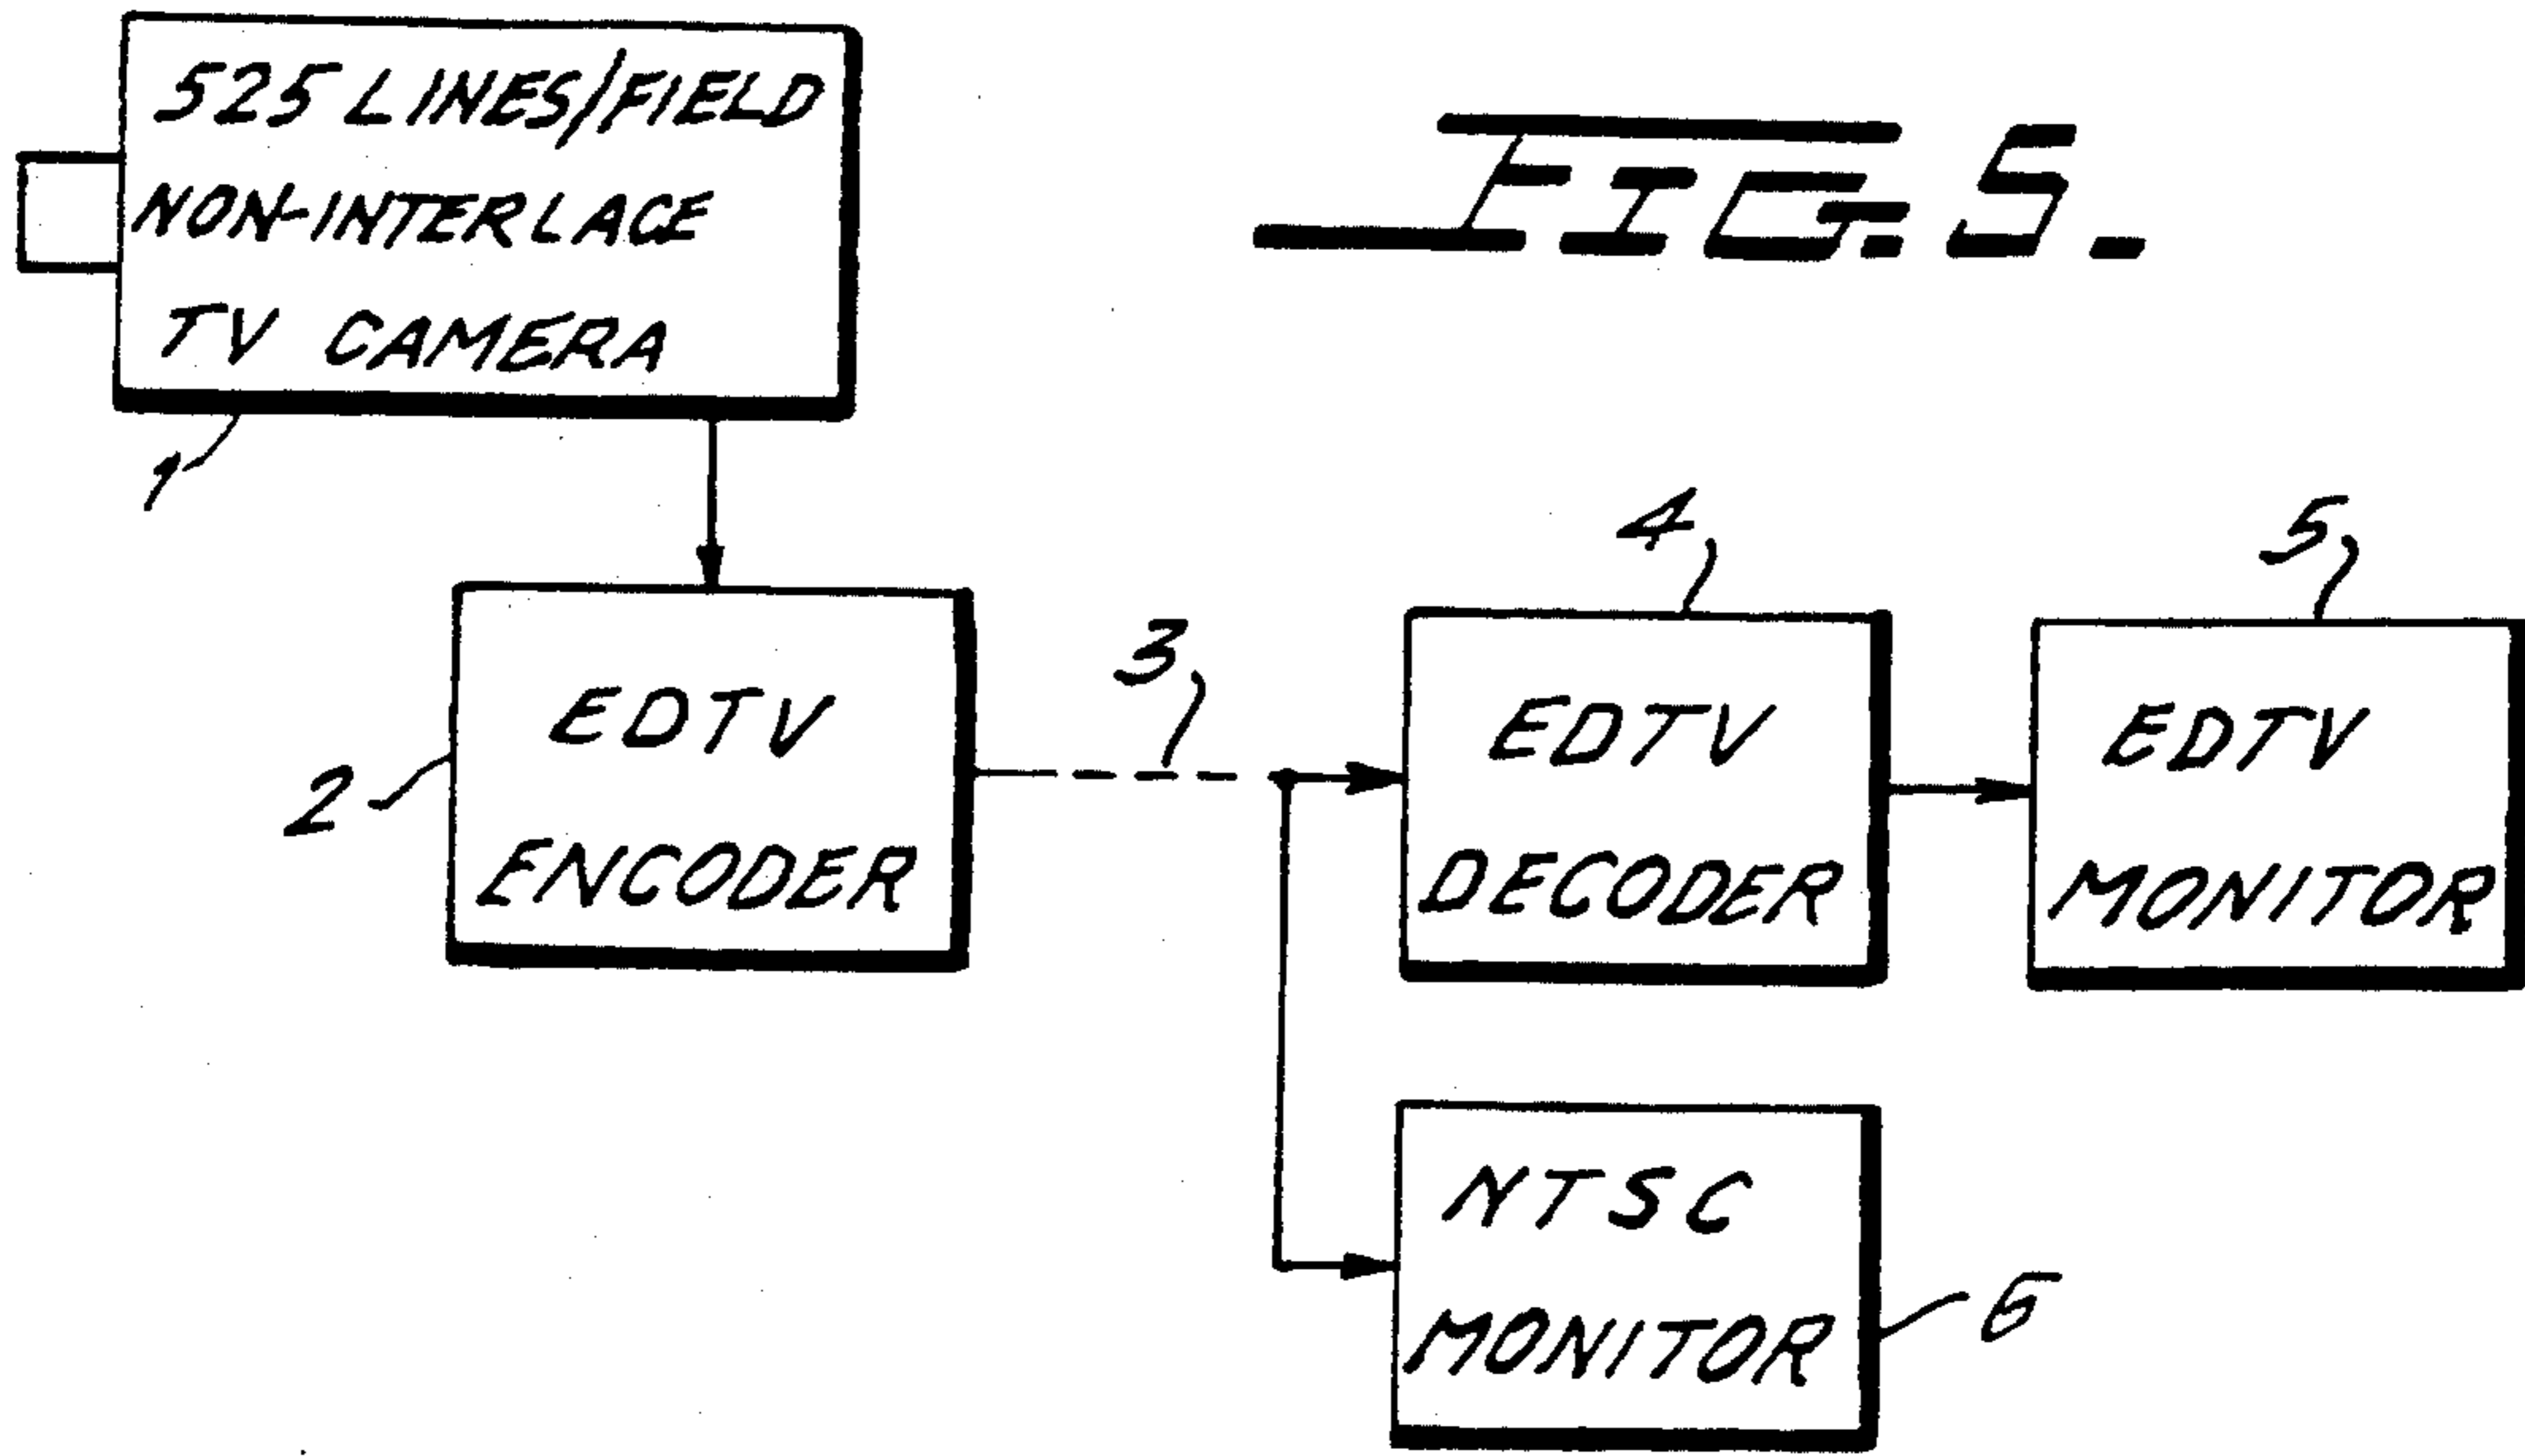 525 LINES/FIELD
NON-INTERLACE
TV CAMERA
FIG. 5.
1
EDTV
ENCODER
2
3
4
EDTV
DECODER
5
EDTV
MONITOR
NTSC
MONITOR
6